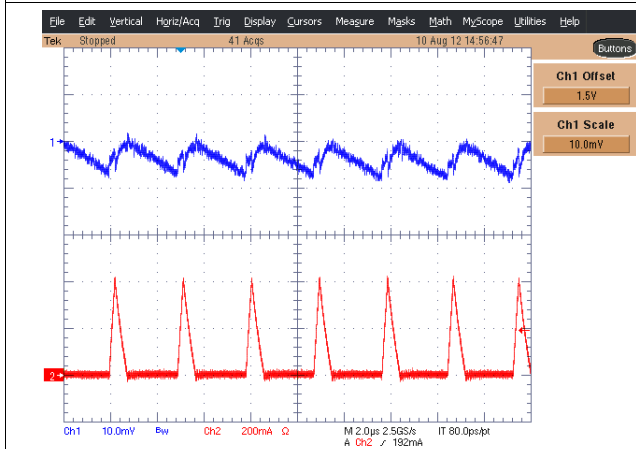 File Edit Vertical Horiz/Acq Trig Display Cursors Measure Masks Math MyScope Utilities Help
Tek Stopped 41 Acqs 10 Aug 12 14:56:47
Buttons
Ch1 Offset
1.5V
Ch1 Scale
10.0mV
1
2
Ch1 10.0mV Bw Ch2 200mA Ω M 2.0µs 2.5GS/s IT 80.0ps/pt
A Ch2 ∕ 192mA